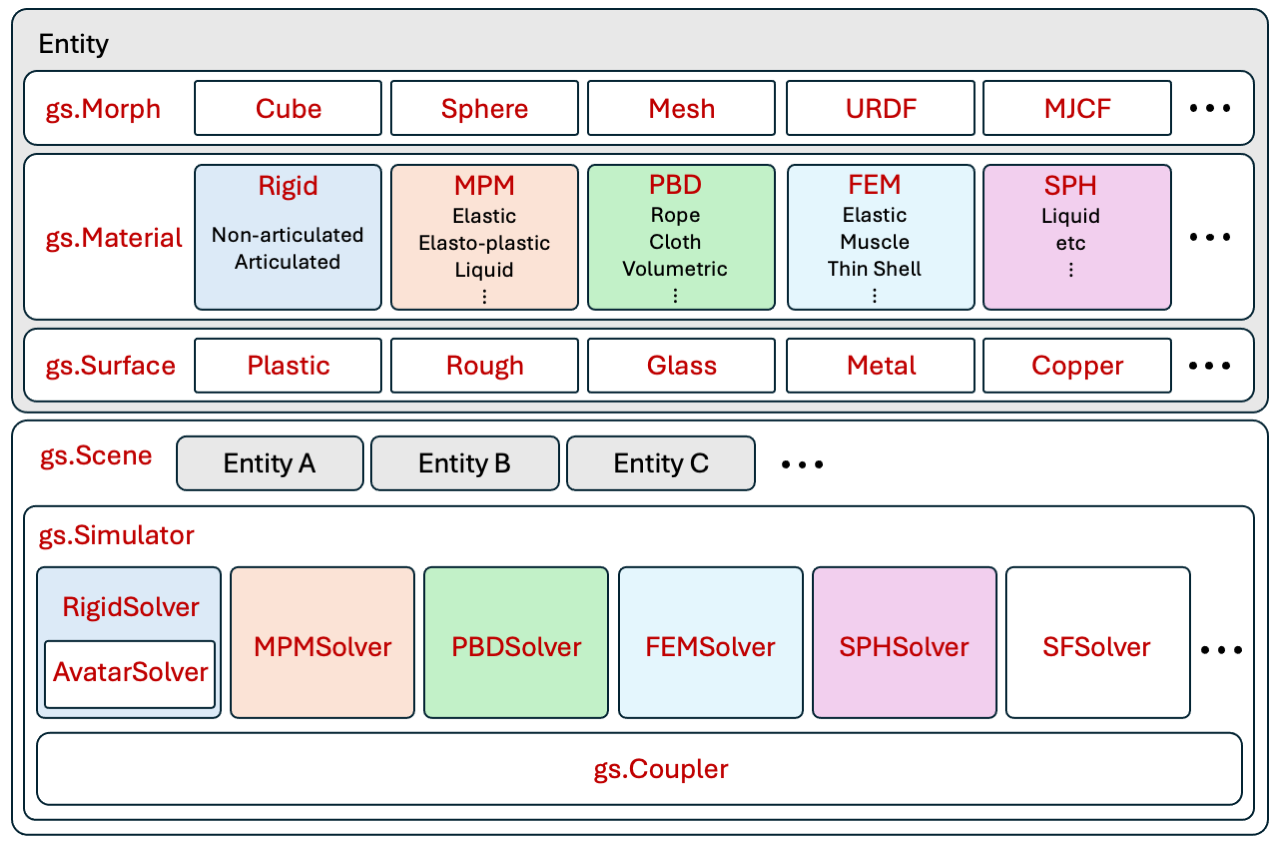 Entity
gs.Morph
Cube
Sphere
Mesh
URDF
MJCF
•••
gs.Material
Rigid
Non-articulated
Articulated
MPM
Elastic
Elasto-plastic
Liquid
⋮
PBD
Rope
Cloth
Volumetric
⋮
FEM
Elastic
Muscle
Thin Shell
⋮
SPH
Liquid
etc
⋮
•••
gs.Surface
Plastic
Rough
Glass
Metal
Copper
•••
gs.Scene
Entity A
Entity B
Entity C
•••
gs.Simulator
RigidSolver
AvatarSolver
MPMSolver
PBDSolver
FEMSolver
SPHSolver
SFSolver
•••
gs.Coupler